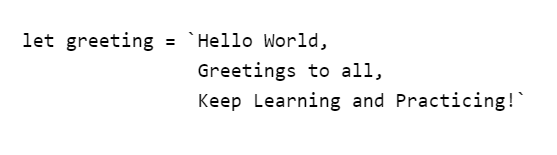 let greeting = `Hello World,
                Greetings to all,
                Keep Learning and Practicing!`